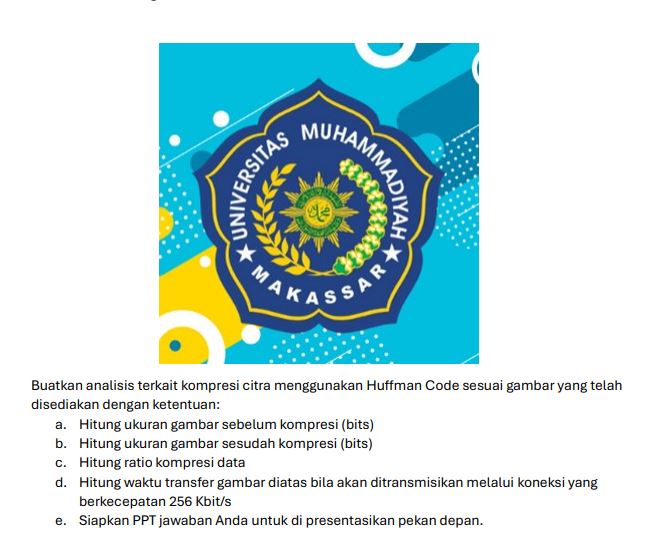 UNIVERSITAS MUHAMMADIYAH
MAKASSAR
Buatkan analisis terkait kompresi citra menggunakan Huffman Code sesuai gambar yang telah
disediakan dengan ketentuan:
a. Hitung ukuran gambar sebelum kompresi (bits)
b. Hitung ukuran gambar sesudah kompresi (bits)
c. Hitung ratio kompresi data
d. Hitung waktu transfer gambar diatas bila akan ditransmisikan melalui koneksi yang
berkecepatan 256 Kbit/s
e. Siapkan PPT jawaban Anda untuk di presentasikan pekan depan.